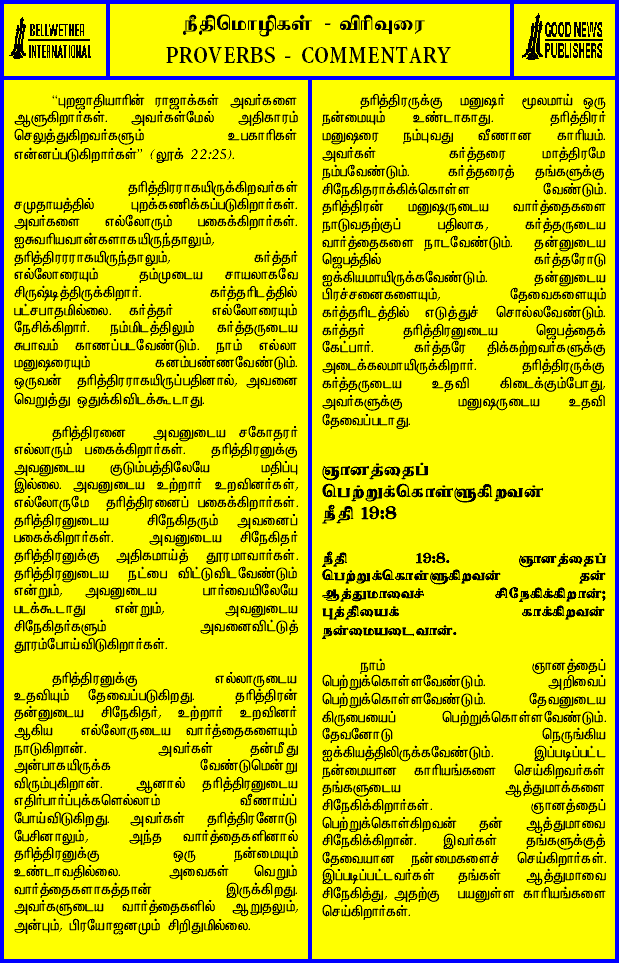 BELLWETHER
INTERNATIONAL
நீதிமொழிகள் - விரிவுரை
PROVERBS - COMMENTARY
GOOD NEWS
PUBLISHERS
“புறஜாதியாரின் ராஜாக்கள் அவர்களை
ஆளுகிறார்கள். அவர்கள்மேல் அதிகாரம்
செலுத்துகிறவர்களும் உபகாரிகள்
என்னப்படுகிறார்கள்” (லூக் 22:25).
தரித்திரராகயிருக்கிறவர்கள்
சமுதாயத்தில் புறக்கணிக்கப்படுகிறார்கள்.
அவர்களை எல்லோரும் பகைக்கிறார்கள்.
ஐசுவரியவான்களாகயிருந்தாலும்,
தரித்திரரராகயிருந்தாலும், கர்த்தர்
எல்லோரையும் தம்முடைய சாயலாகவே
சிருஷ்டித்திருக்கிறார். கர்த்தரிடத்தில்
பட்சபாதமில்லை. கர்த்தர் எல்லோரையும்
நேசிக்கிறார். நம்மிடத்திலும் கர்த்தருடைய
சுபாவம் காணப்படவேண்டும். நாம் எல்லா
மனுஷரையும் கனம்பண்ணவேண்டும்.
ஒருவன் தரித்திரராகயிருப்பதினால், அவனை
வெறுத்து ஒதுக்கிவிடக்கூடாது.
தரித்திரனை அவனுடைய சகோதரர்
எல்லாரும் பகைக்கிறார்கள். தரித்திரனுக்கு
அவனுடைய குடும்பத்திலேயே மதிப்பு
இல்லை. அவனுடைய உற்றார் உறவினர்கள்,
எல்லோருமே தரித்திரனைப் பகைக்கிறார்கள்.
தரித்திரனுடைய சிநேகிதரும் அவனைப்
பகைக்கிறார்கள். அவனுடைய சிநேகிதர்
தரித்திரனுக்கு அதிகமாய்த் தூரமாவார்கள்.
தரித்திரனுடைய நட்பை விட்டுவிடவேண்டும்
என்றும், அவனுடைய பார்வையிலேயே
படக்கூடாது என்றும், அவனுடைய
சிநேகிதர்களும் அவனைவிட்டுத்
தூரம்போய்விடுகிறார்கள்.
தரித்திரனுக்கு எல்லாருடைய
உதவியும் தேவைப்படுகிறது. தரித்திரன்
தன்னுடைய சிநேகிதர், உற்றார் உறவினர்
ஆகிய எல்லோருடைய வார்த்தைகளையும்
நாடுகிறான். அவர்கள் தன்மீது
அன்பாகயிருக்க வேண்டுமென்று
விரும்புகிறான். ஆனால் தரித்திரனுடைய
எதிர்பார்ப்புக்களெல்லாம் வீணாய்ப்
போய்விடுகிறது. அவர்கள் தரித்திரனோடு
பேசினாலும், அந்த வார்த்தைகளினால்
தரித்திரனுக்கு ஒரு நன்மையும்
உண்டாவதில்லை. அவைகள் வெறும்
வார்த்தைகளாகத்தான் இருக்கிறது.
அவர்களுடைய வார்த்தைகளில் ஆறுதலும்,
அன்பும், பிரயோஜனமும் சிறிதுமில்லை.
தரித்திரருக்கு மனுஷர் மூலமாய் ஒரு
நன்மையும் உண்டாகாது. தரித்திரர்
மனுஷரை நம்புவது வீணான காரியம்.
அவர்கள் கர்த்தரை மாத்திரமே
நம்பவேண்டும். கர்த்தரைத் தங்களுக்கு
சிநேகிதராக்கிக்கொள்ள வேண்டும்.
தரித்திரன் மனுஷருடைய வார்த்தைகளை
நாடுவதற்குப் பதிலாக, கர்த்தருடைய
வார்த்தைகளை நாடவேண்டும். தன்னுடைய
ஜெபத்தில் கர்த்தரோடு
ஐக்கியமாயிருக்கவேண்டும். தன்னுடைய
பிரச்சனைகளையும், தேவைகளையும்
கர்த்தரிடத்தில் எடுத்துச் சொல்லவேண்டும்.
கர்த்தர் தரித்திரனுடைய ஜெபத்தைக்
கேட்பார். கர்த்தரே திக்கற்றவர்களுக்கு
அடைக்கலமாயிருக்கிறார். தரித்திரருக்கு
கர்த்தருடைய உதவி கிடைக்கும்போது,
அவர்களுக்கு மனுஷருடைய உதவி
தேவைப்படாது.
ஞானத்தைப்
பெற்றுக்கொள்ளுகிறவன்
நீதி 19:8
நீதி 19:8. ஞானத்தைப்
பெற்றுக்கொள்ளுகிறவன் தன்
ஆத்துமாவைச் சிநேகிக்கிறான்;
புத்தியைக் காக்கிறவன்
நன்மையடைவான்.
நாம் ஞானத்தைப்
பெற்றுக்கொள்ளவேண்டும். அறிவைப்
பெற்றுக்கொள்ளவேண்டும். தேவனுடைய
கிருபையைப் பெற்றுக்கொள்ளவேண்டும்.
தேவனோடு நெருங்கிய
ஐக்கியத்திலிருக்கவேண்டும். இப்படிப்பட்ட
நன்மையான காரியங்களை செய்கிறவர்கள்
தங்களுடைய ஆத்துமாக்களை
சிநேகிக்கிறார்கள். ஞானத்தைப்
பெற்றுக்கொள்கிறவன் தன் ஆத்துமாவை
சிநேகிக்கிறான். இவர்கள் தங்களுக்குத்
தேவையான நன்மைகளைச் செய்கிறார்கள்.
இப்படிப்பட்டவர்கள் தங்கள் ஆத்துமாவை
சிநேகித்து, அதற்கு பயனுள்ள காரியங்களை
செய்கிறார்கள்.